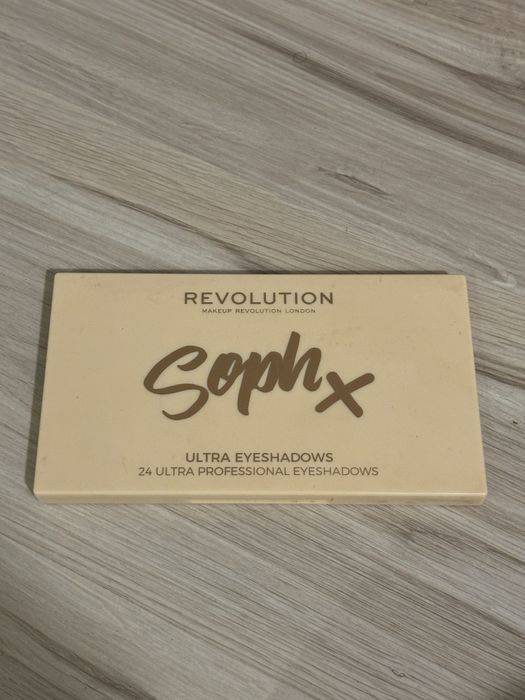 REVOLUTION
MAKEUP REVOLUTION LONDON
Soph x
ULTRA EYESHADOWS
24 ULTRA PROFESSIONAL EYESHADOWS